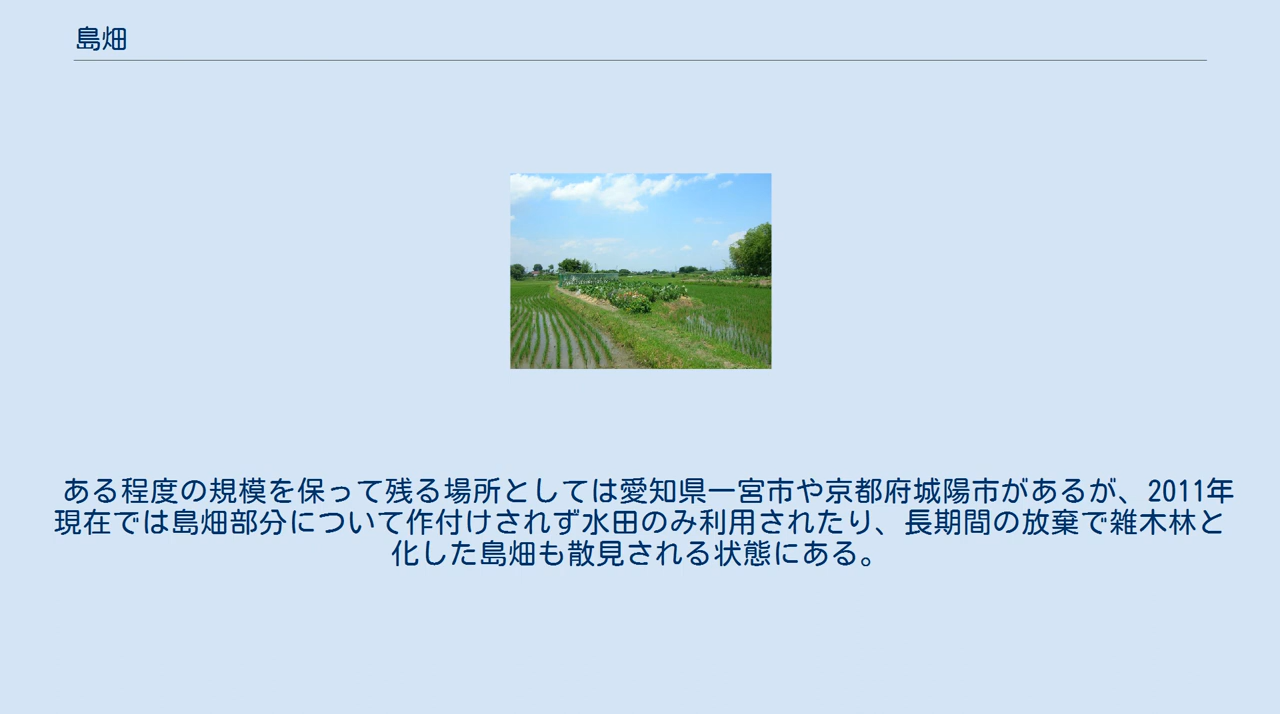 島畑
ある程度の規模を保って残る場所としては愛知県一宮市や京都府城陽市があるが、2011年
現在では島畑部分について作付けされず水田のみ利用されたり、長期間の放棄で雑木林と
化した島畑も散見される状態にある。